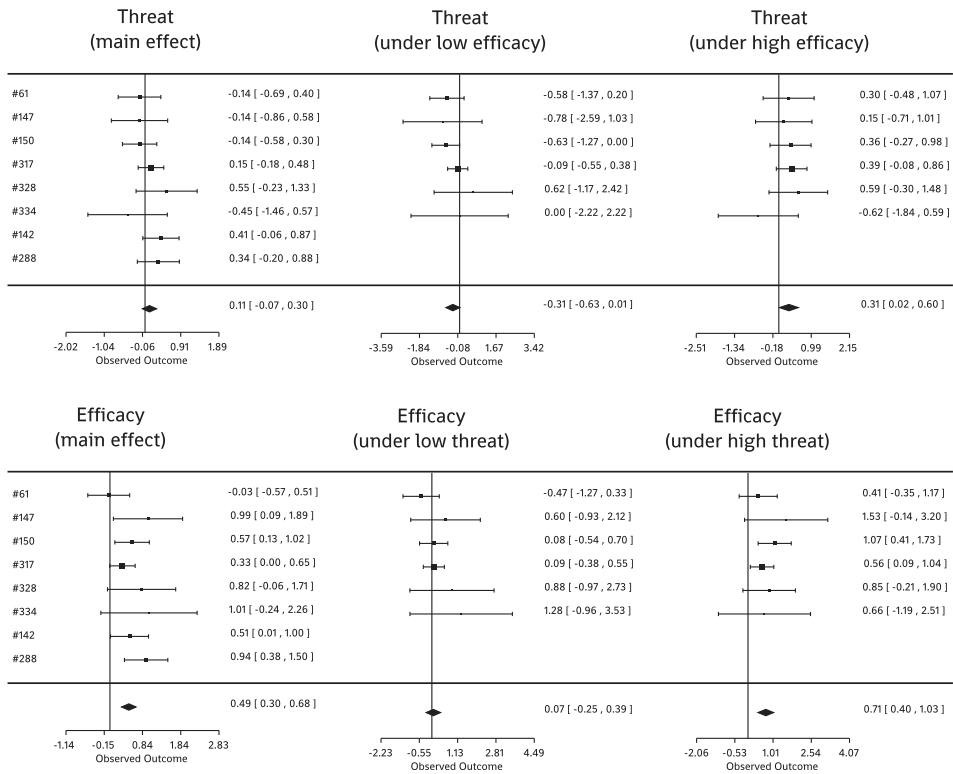 Threat
(main effect)
Threat
(under low efficacy)
Threat
(under high efficacy)
#61 -0.14 [ -0.69 , 0.40 ] -0.58 [ -1.37 , 0.20 ] 0.30 [ -0.48 , 1.07 ]
#147 -0.14 [ -0.86 , 0.58 ] -0.78 [ -2.59 , 1.03 ] 0.15 [ -0.71 , 1.01 ]
#150 -0.14 [ -0.58 , 0.30 ] -0.63 [ -1.27 , 0.00 ] 0.36 [ -0.27 , 0.98 ]
#317 0.15 [ -0.18 , 0.48 ] -0.09 [ -0.55 , 0.38 ] 0.39 [ -0.08 , 0.86 ]
#328 0.55 [ -0.23 , 1.33 ] 0.62 [ -1.17 , 2.42 ] 0.59 [ -0.30 , 1.48 ]
#334 -0.45 [ -1.46 , 0.57 ] 0.00 [ -2.22 , 2.22 ] -0.62 [ -1.84 , 0.59 ]
#142 0.41 [ -0.06 , 0.87 ]
#288 0.34 [ -0.20 , 0.88 ]
0.11 [ -0.07 , 0.30 ] -0.31 [ -0.63 , 0.01 ] 0.31 [ 0.02 , 0.60 ]
-2.02 -1.04 -0.06 0.91 1.89 -3.59 -1.84 -0.08 1.67 3.42 -2.51 -1.34 -0.18 0.99 2.15
Observed Outcome Observed Outcome Observed Outcome
Efficacy
(main effect)
Efficacy
(under low threat)
Efficacy
(under high threat)
#61 -0.03 [ -0.57 , 0.51 ] -0.47 [ -1.27 , 0.33 ] 0.41 [ -0.35 , 1.17 ]
#147 0.99 [ 0.09 , 1.89 ] 0.60 [ -0.93 , 2.12 ] 1.53 [ -0.14 , 3.20 ]
#150 0.57 [ 0.13 , 1.02 ] 0.08 [ -0.54 , 0.70 ] 1.07 [ 0.41 , 1.73 ]
#317 0.33 [ 0.00 , 0.65 ] 0.09 [ -0.38 , 0.55 ] 0.56 [ 0.09 , 1.04 ]
#328 0.82 [ -0.06 , 1.71 ] 0.88 [ -0.97 , 2.73 ] 0.85 [ -0.21 , 1.90 ]
#334 1.01 [ -0.24 , 2.26 ] 1.28 [ -0.96 , 3.53 ] 0.66 [ -1.19 , 2.51 ]
#142 0.51 [ 0.01 , 1.00 ]
#288 0.94 [ 0.38 , 1.50 ]
0.49 [ 0.30 , 0.68 ] 0.07 [ -0.25 , 0.39 ] 0.71 [ 0.40 , 1.03 ]
-1.14 -0.15 0.84 1.84 2.83 -2.23 -0.55 1.13 2.81 4.49 -2.06 -0.53 1.01 2.54 4.07
Observed Outcome Observed Outcome Observed Outcome